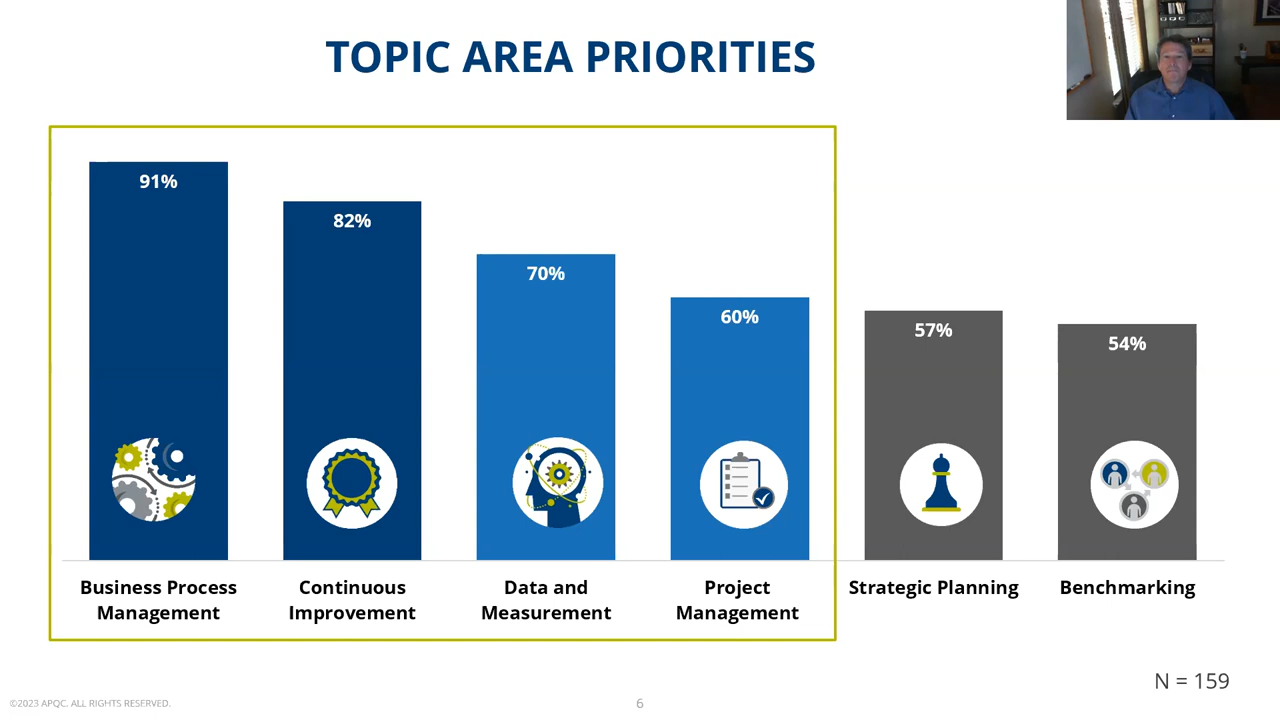 TOPIC AREA PRIORITIES
91%
82%
70%
60%
57%
54%
Business Process
Management
Continuous
Improvement
Data and
Measurement
Project
Management
Strategic Planning
Benchmarking
N = 159
©2023 APQC. ALL RIGHTS RESERVED.
6